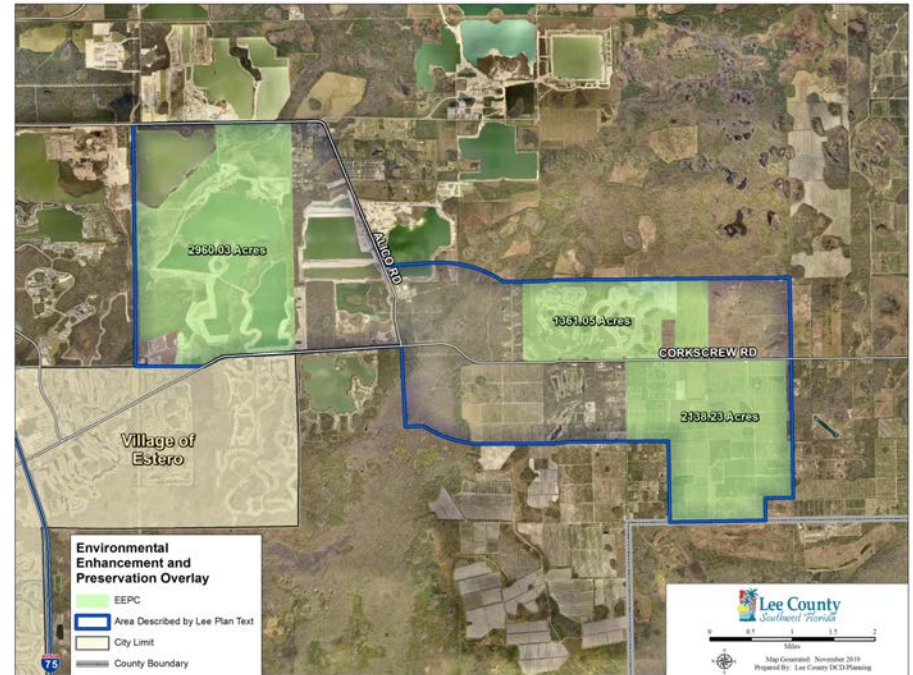 2960.03 Acres
ALICO RD
1361.05 Acres
CORKSCREW RD
2138.23 Acres
Village of
Estero
Environmental
Enhancement and
Preservation Overlay
EEPC
Area Described by Lee Plan Text
City Limit
County Boundary
75
Lee County
Southwest Florida
0 0.5 1 1.5 2
Miles
Map Generated: November 2019
Prepared By: Lee County DCD/Planning